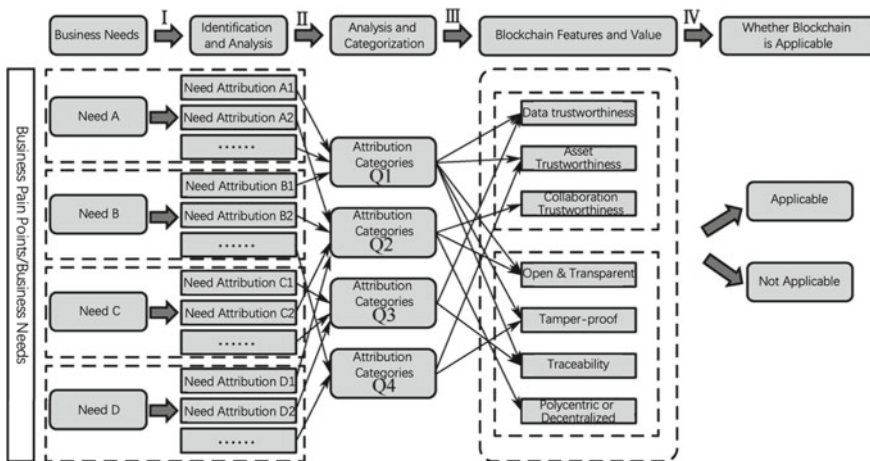 Business Needs
I
Identification
and Analysis
II
Analysis and
Categorization
III
Blockchain Features and Value
IV
Whether Blockchain
is Applicable
Business Pain Points/Business Needs
Need A
Need Attribution A1
Need Attribution A2
……
Need B
Need Attribution B1
Need Attribution B2
……
Need C
Need Attribution C1
Need Attribution C2
……
Need D
Need Attribution D1
Need Attribution D2
……
Attribution
Categories
Q1
Attribution
Categories
Q2
Attribution
Categories
Q3
Attribution
Categories
Q4
Data trustworthiness
Asset
Trustworthiness
Collaboration
Trustworthiness
Open & Transparent
Tamper-proof
Traceability
Polycentric or
Decentralized
Applicable
Not Applicable